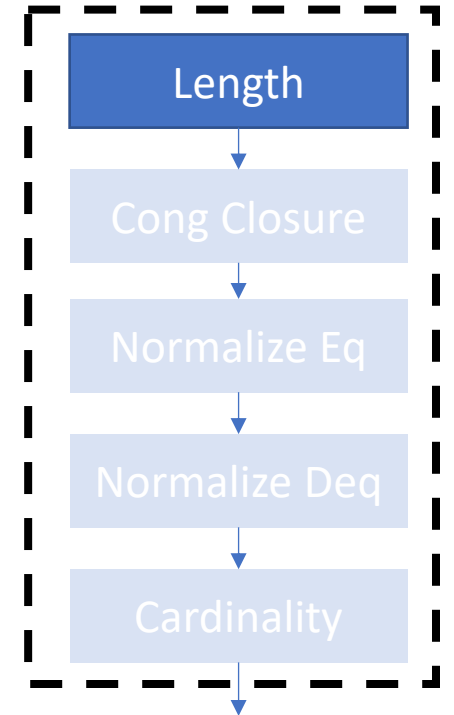 Length
Cong Closure
Normalize Eq
Normalize Deq
Cardinality